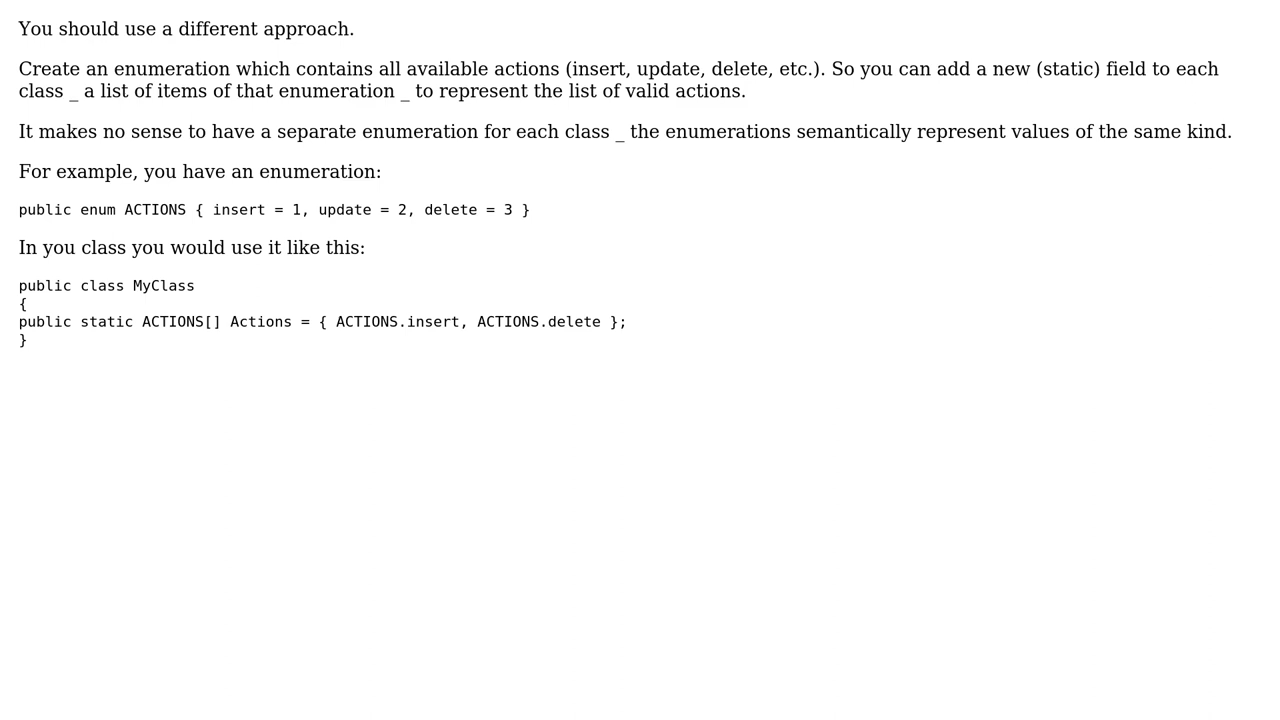 You should use a different approach.
Create an enumeration which contains all available actions (insert, update, delete, etc.). So you can add a new (static) field to each
class _ a list of items of that enumeration _ to represent the list of valid actions.
It makes no sense to have a separate enumeration for each class _ the enumerations semantically represent values of the same kind.
For example, you have an enumeration:
public enum ACTIONS { insert = 1, update = 2, delete = 3 }
In you class you would use it like this:
public class MyClass
{
public static ACTIONS[] Actions = { ACTIONS.insert, ACTIONS.delete };
}